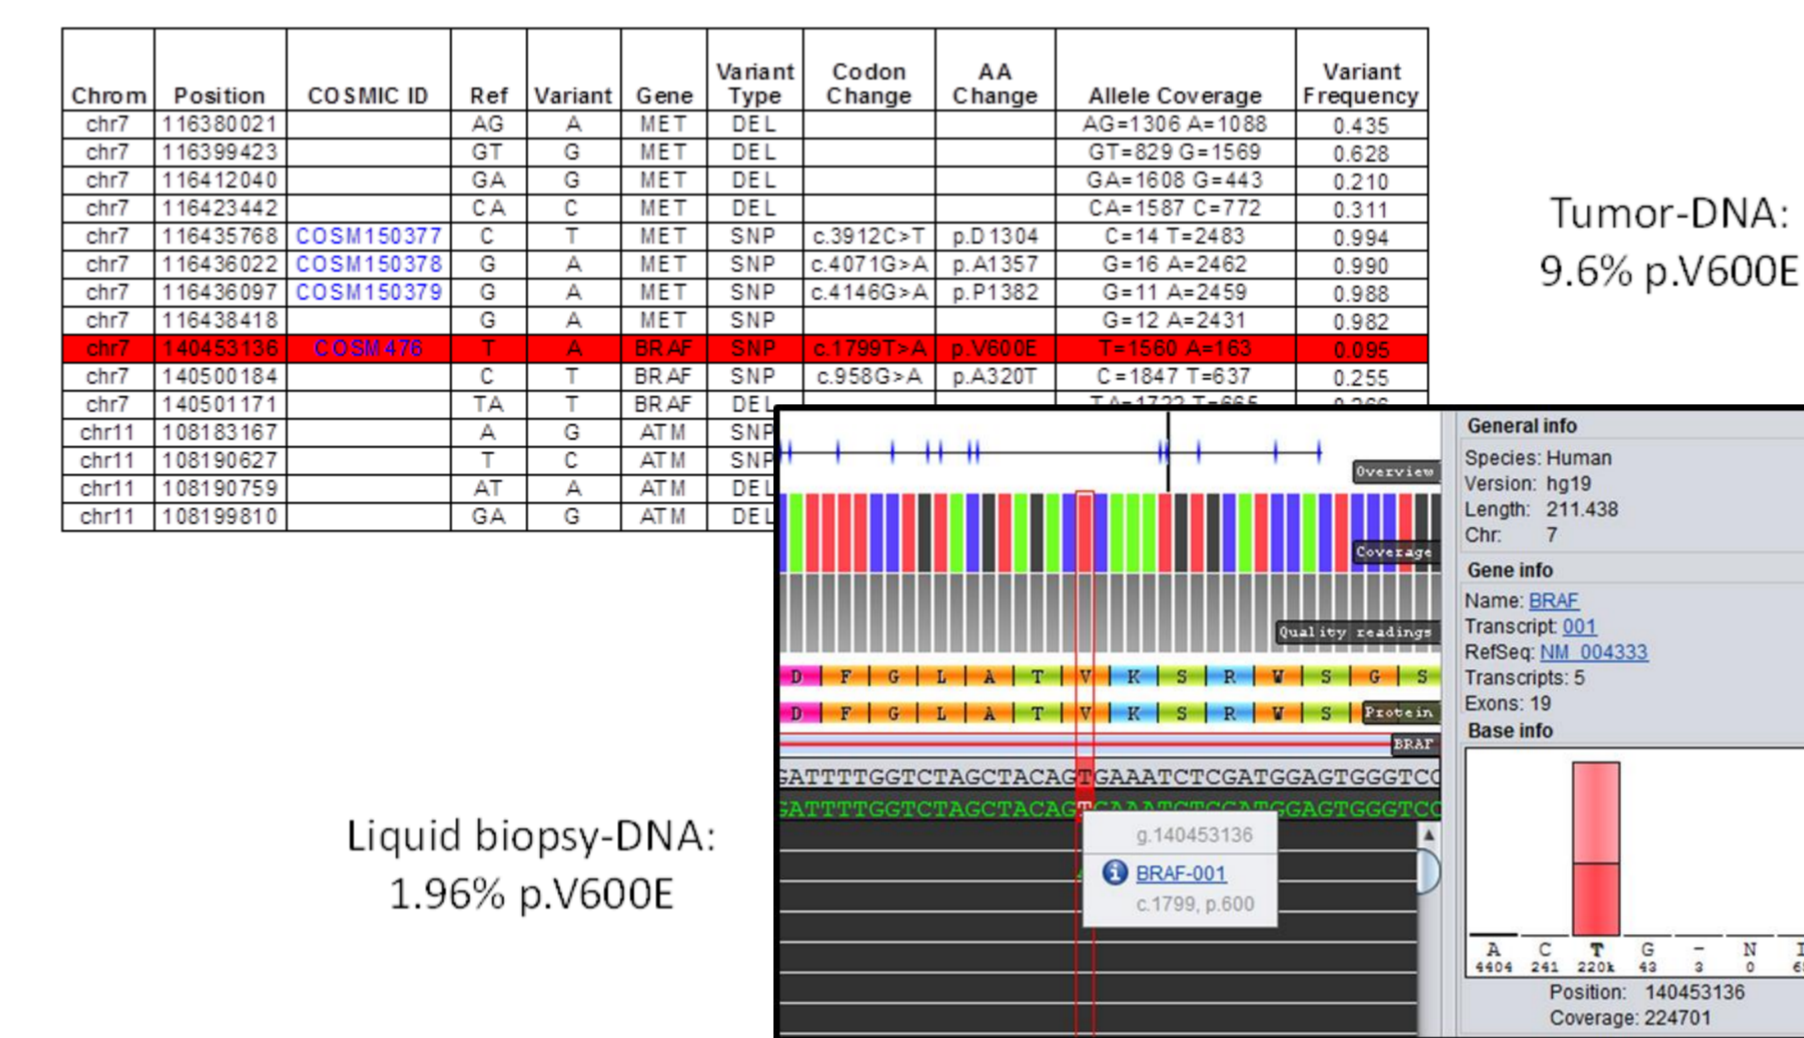 Chrom Position COSMIC ID Ref Variant Gene Variant Type Codon Change AA Change Allele Coverage Variant Frequency
chr7 116380021 AG A MET DEL AG=1306 A=1088 0.435
chr7 116399423 GT G MET DEL GT=829 G=1569 0.628
chr7 116412040 GA G MET DEL GA=1608 G=443 0.210
chr7 116423442 CA C MET DEL CA=1587 C=772 0.311
chr7 116435768 COSM150377 C T MET SNP c.3912C>T p.D1304 C=14 T=2483 0.994
chr7 116436022 COSM150378 G A MET SNP c.4071G>A p.A1357 G=16 A=2462 0.990
chr7 116436097 COSM150379 G A MET SNP c.4146G>A p.P1382 G=11 A=2459 0.988
chr7 116438418 G A MET SNP G=12 A=2431 0.982
chr7 140453136 COSM476 T A BRAF SNP c.1799T>A p.V600E T=1560 A=163 0.095
chr7 140500184 C T BRAF SNP c.958G>A p.A320T C=1847 T=637 0.255
chr7 140501171 TA T BRAF DEL TA=1722 T=665 0.266
chr11 108183167 A G ATM SNP
chr11 108190627 T C ATM SNP
chr11 108190759 AT A ATM DEL
chr11 108199810 GA G ATM DEL
Tumor-DNA:
9.6% p.V600E
Liquid biopsy-DNA:
1.96% p.V600E
Overview
Coverage
Quality readings
D F G L A T V K S R W S G S
D F G L A T V K S R W S Protein
BRAF
GATTTTGGTCTAGCTACAGTGAAATCTCGATGGAGTGGGTCC
GATTTTGGTCTAGCTACAGTGAAATCTCGATGGAGTGGGTCC
g.140453136
BRAF-001
c.1799, p.600
General info
Species: Human
Version: hg19
Length: 211.438
Chr: 7
Gene info
Name: BRAF
Transcript: 001
RefSeq: NM_004333
Transcripts: 5
Exons: 19
Base info
A C T G - N
4404 241 220k 43 3 0
Position: 140453136
Coverage: 224701